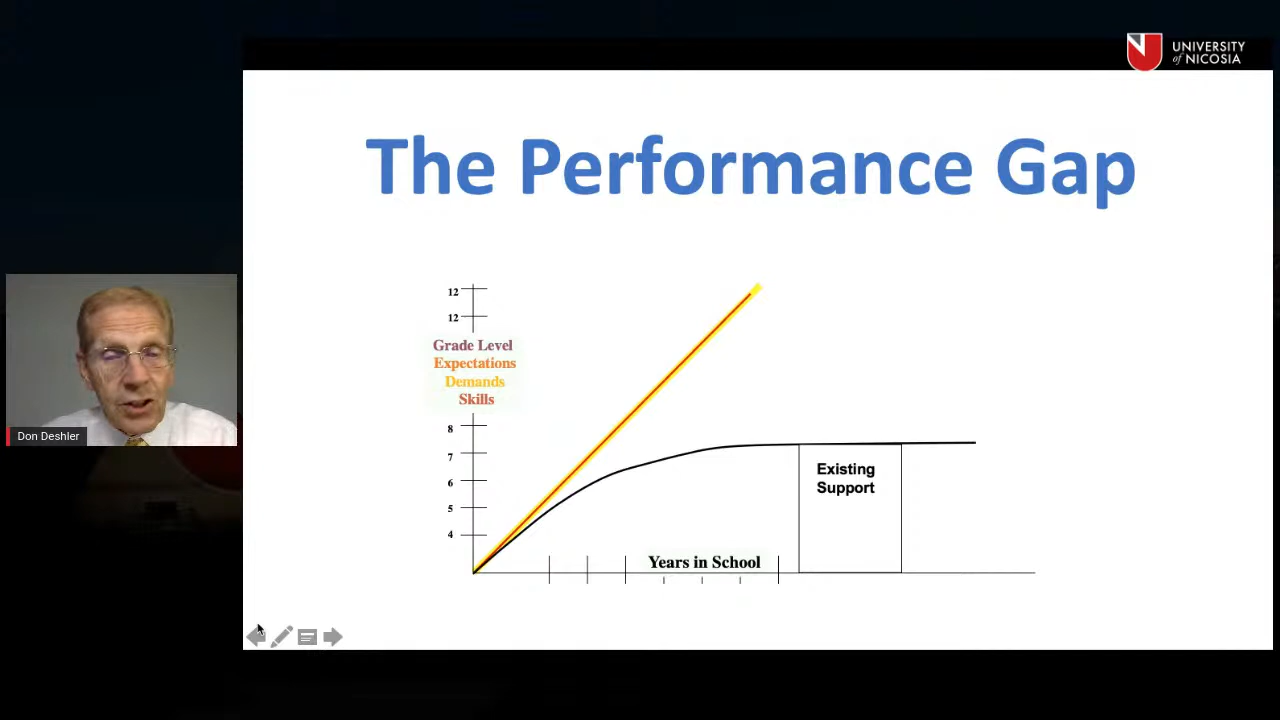 UNIVERSITY
of NICOSIA
The Performance Gap
12
12
Grade Level
Expectations
Demands
Skills
8
7
6
5
4
Existing
Support
Years in School
Don Deshler